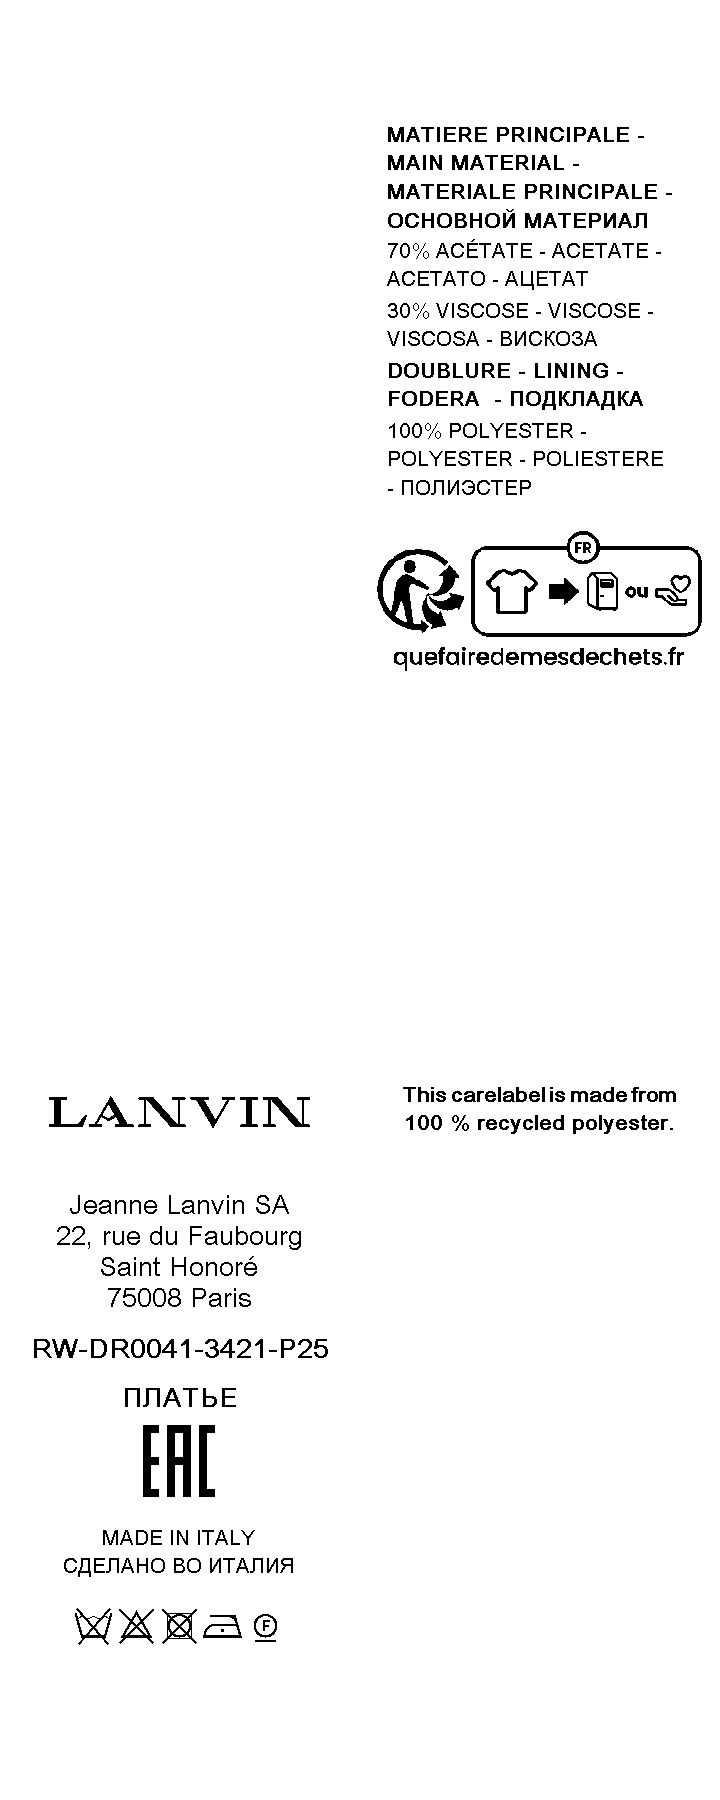 MATIERE PRINCIPALE -
MAIN MATERIAL -
MATERIALE PRINCIPALE -
ОСНОВНОЙ МАТЕРИАЛ
70% ACÉTATE - ACETATE -
ACETATO - АЦЕТАТ
30% VISCOSE - VISCOSE -
VISCOSA - ВИСКОЗА
DOUBLURE - LINING -
FODERA - ПОДКЛАДКА
100% POLYESTER -
POLYESTER - POLIESTERE
- ПОЛИЭСТЕР
FR
ou
quefairedemesdechets.fr
LANVIN
Jeanne Lanvin SA
22, rue du Faubourg
Saint Honoré
75008 Paris
RW-DR0041-3421-P25
ПЛАТЬЕ
EAC
MADE IN ITALY
СДЕЛАНО ВО ИТАЛИЯ
F
This carelabel is made from
100 % recycled polyester.